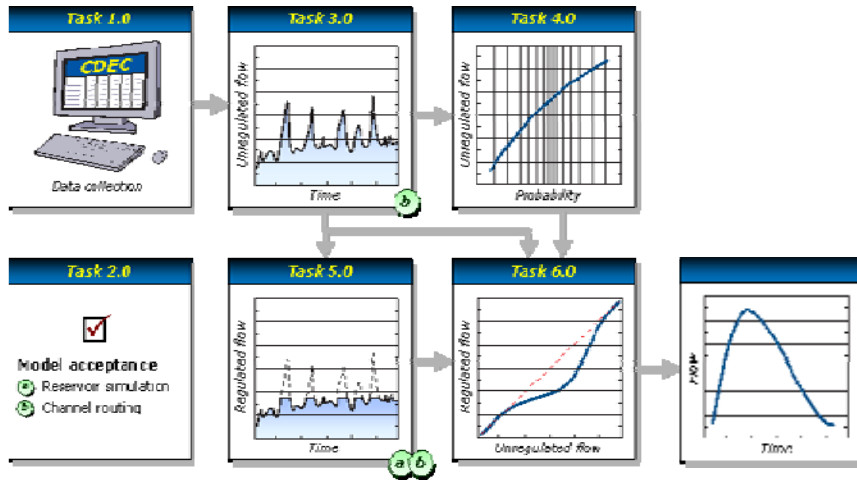 Task 1.0
CDEC
Data collection
Task 3.0
Unregulated flow
Time
b
Task 4.0
Unregulated flow
Probability
Task 2.0
Model acceptance
a Reservoir simulation
b Channel routing
Task 5.0
Regulated flow
Time
a b
Task 6.0
Regulated flow
Unregulated flow
Flow
Time